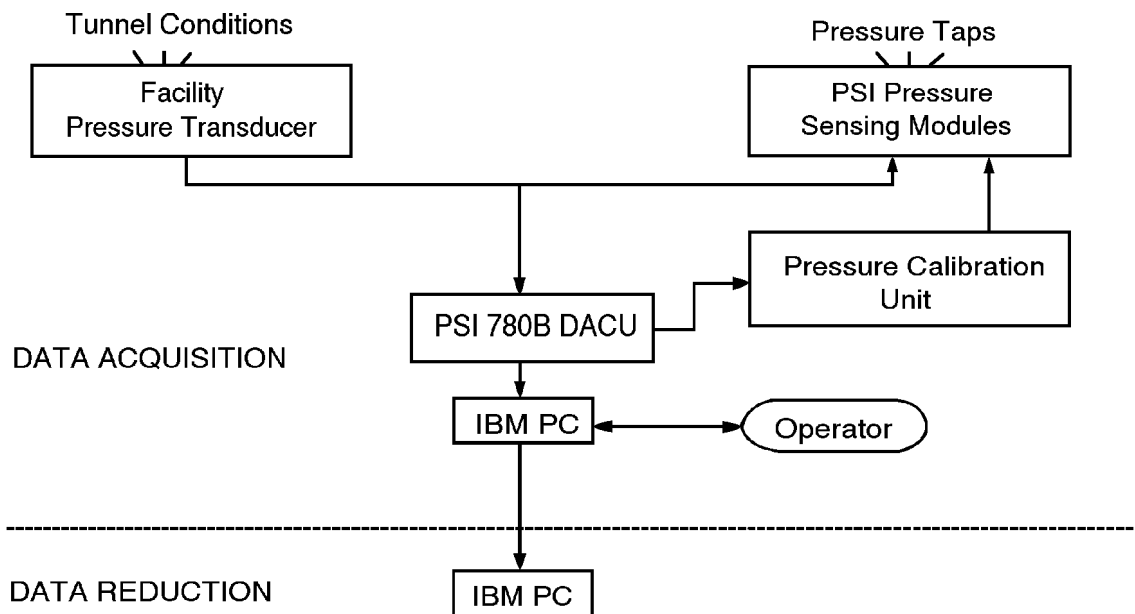 Tunnel Conditions
Facility
Pressure Transducer
Pressure Taps
PSI Pressure
Sensing Modules
Pressure Calibration
Unit
PSI 780B DACU
DATA ACQUISITION
IBM PC
Operator
DATA REDUCTION
IBM PC